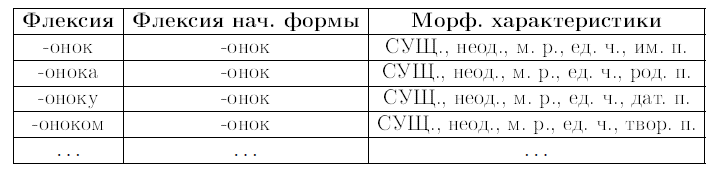 Флексия Флексия нач. формы Морф. характеристики
-онок -онок СУЩ., неод., м. р., ед. ч., им. п.
-онока -онок СУЩ., неод., м. р., ед. ч., род. п.
-оноку -онок СУЩ., неод., м. р., ед. ч., дат. п.
-оноком -онок СУЩ., неод., м. р., ед. ч., твор. п.
... ... ...